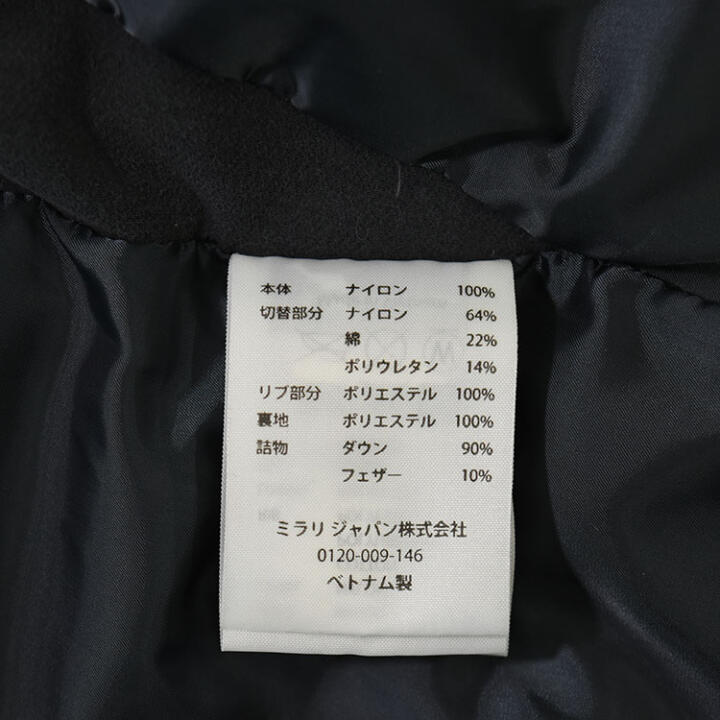 本体 ナイロン 100%
切替部分 ナイロン 64%
綿 22%
ポリウレタン 14%
リブ部分 ポリエステル 100%
裏地 ポリエステル 100%
詰物 ダウン 90%
フェザー 10%
ミラリ ジャパン株式会社
0120-009-146
ベトナム製